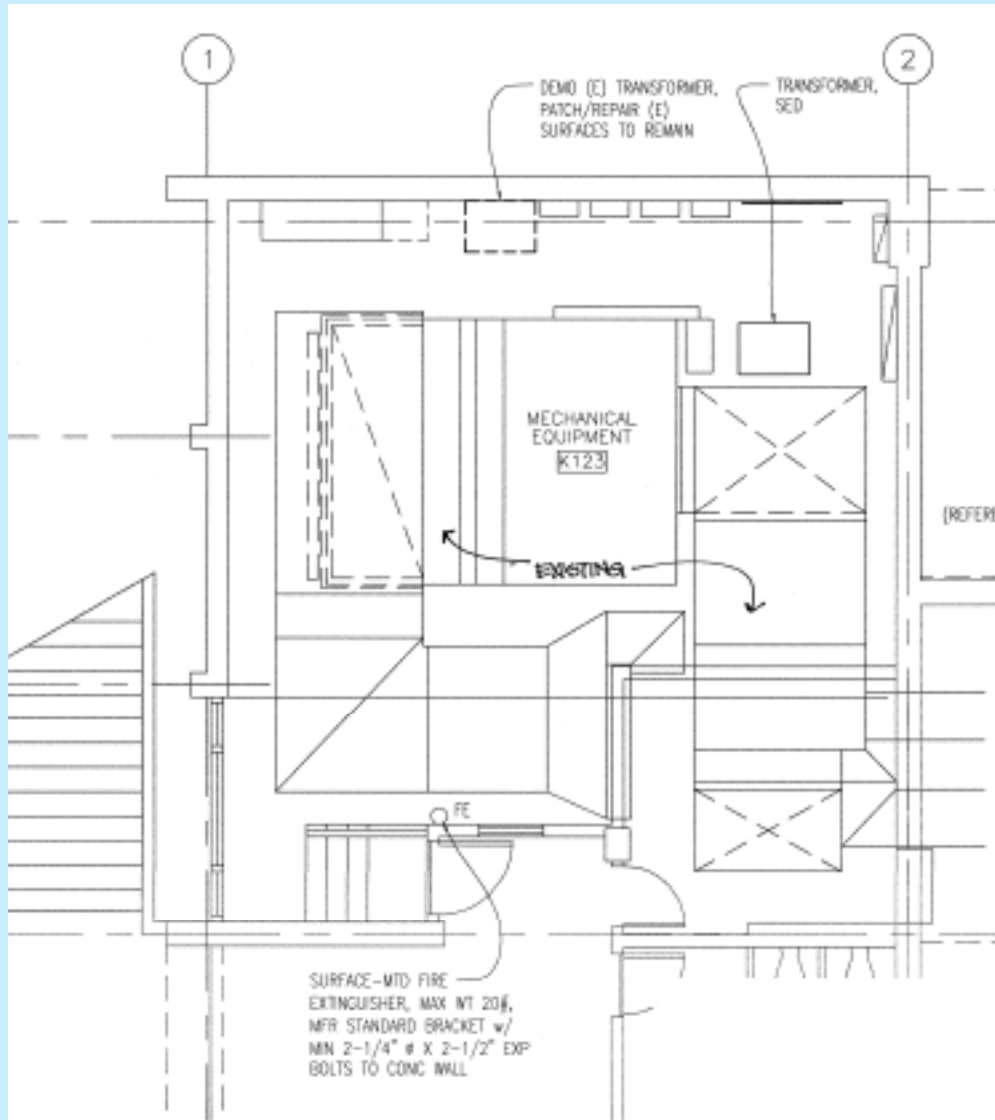 1
2
DEMO (E) TRANSFORMER,
PATCH/REPAIR (E)
SURFACES TO REMAIN
TRANSFORMER,
SED
MECHANICAL
EQUIPMENT
K123
(REFERE
EXISTING
FE
SURFACE-MTD FIRE
EXTINGUISHER, MAX WT 20#,
MFR STANDARD BRACKET w/
MIN 2-1/4" ø X 2-1/2" EXP
BOLTS TO CONC WALL